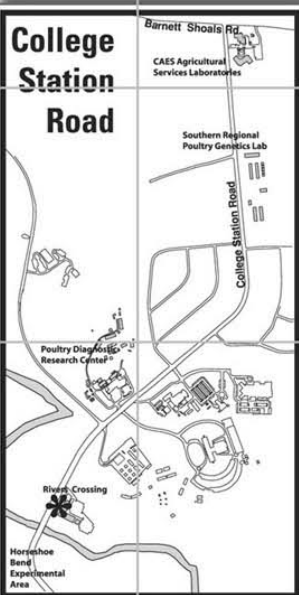 College
Station
Road
Barnett Shoals Rd
CAES Agricultural
Services Laboratories
Southern Regional
Poultry Genetics Lab
College Station Road
Poultry Diagnostic
Research Center
Rivers Crossing
Horseshoe
Bend
Experimental
Area